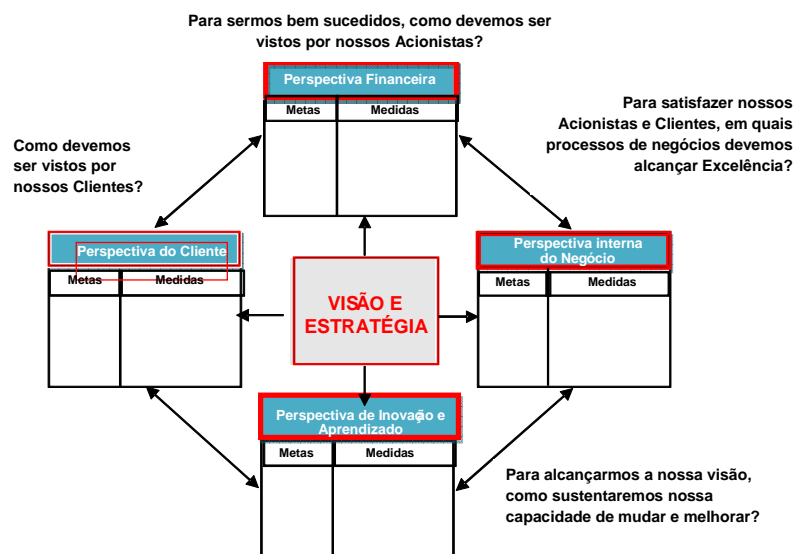 Para sermos bem sucedidos, como devemos ser
vistos por nossos Acionistas?
Perspectiva Financeira
Metas Medidas
Para satisfazer nossos
Acionistas e Clientes, em quais
processos de negócios devemos
alcançar Excelência?
Como devemos
ser vistos por
nossos Clientes?
Perspectiva do Cliente
Metas Medidas
Perspectiva interna
do Negócio
Metas Medidas
VISÃO E
ESTRATÉGIA
Perspectiva de Inovação e
Aprendizado
Metas Medidas
Para alcançarmos a nossa visão,
como sustentaremos nossa
capacidade de mudar e melhorar?